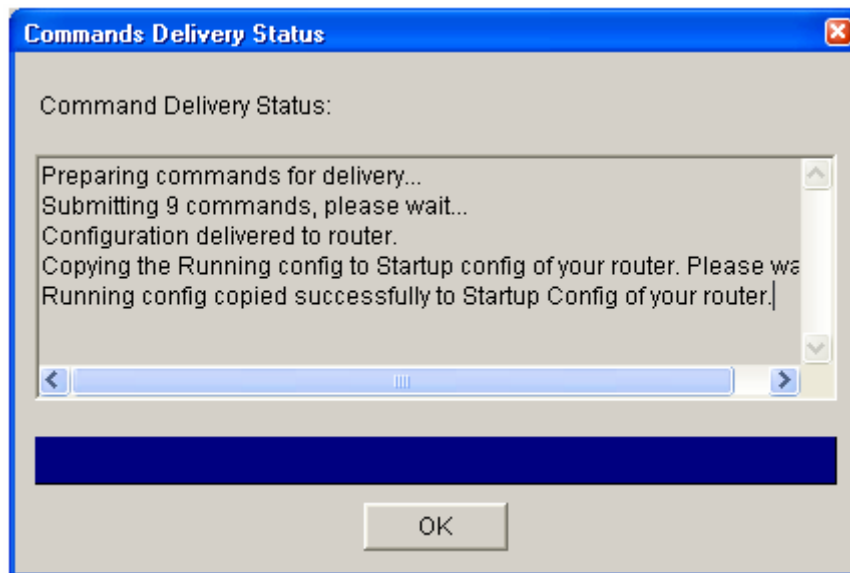 Commands Delivery Status
Command Delivery Status:
Preparing commands for delivery...
Submitting 9 commands, please wait...
Configuration delivered to router.
Copying the Running config to Startup config of your router. Please wa
Running config copied successfully to Startup Config of your router.
OK